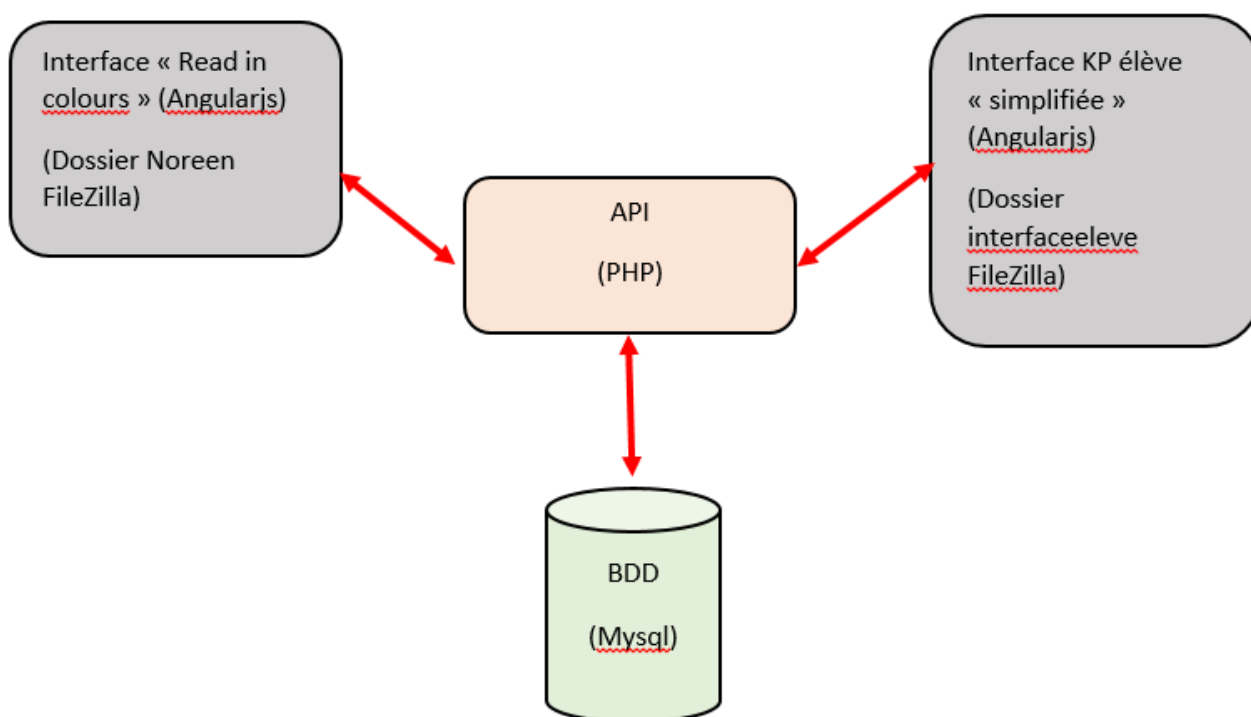 Interface « Read in
colours » (Angularjs)
(Dossier Noreen
FileZilla)
Interface KP élève
« simplifiée »
(Angularjs)
(Dossier
interfaceeleve
FileZilla)
API
(PHP)
BDD
(Mysql)